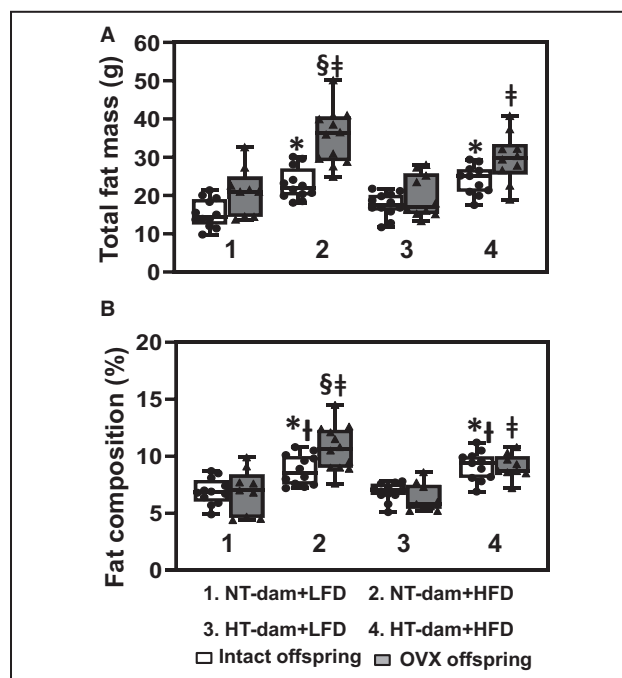 A
Total fat mass (g)
60
50
40
30
20
10
0
* §‡ * ‡
1 2 3 4
B
Fat composition (%)
20
15
10
5
0
*‡ §‡ *‡ ‡
1 2 3 4
1. NT-dam+LFD 2. NT-dam+HFD
3. HT-dam+LFD 4. HT-dam+HFD
Intact offspring OVX offspring